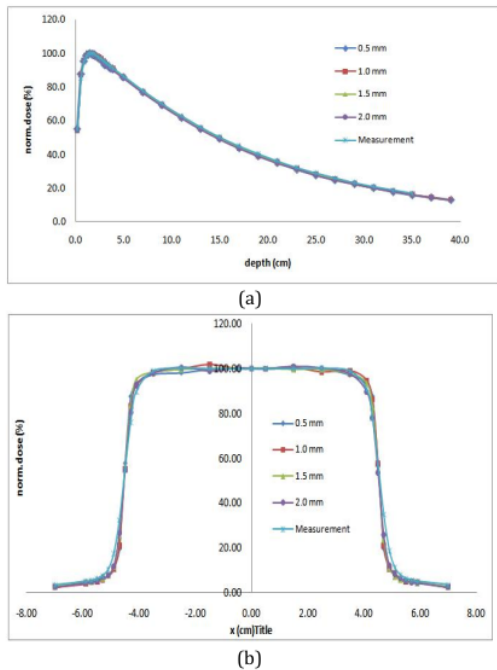 120.0
100.0
80.0
60.0
40.0
20.0
0.0
norm.dose (%)
0.5 mm
1.0 mm
1.5 mm
2.0 mm
Measurement
0.0 5.0 10.0 15.0 20.0 25.0 30.0 35.0 40.0
depth (cm)
(a)
120.00
100.00
80.00
60.00
40.00
20.00
0.00
norm.dose (%)
0.5 mm
1.0 mm
1.5 mm
2.0 mm
Measurement
-8.00 -6.00 -4.00 -2.00 0.00 2.00 4.00 6.00 8.00
x (cm)Title
(b)